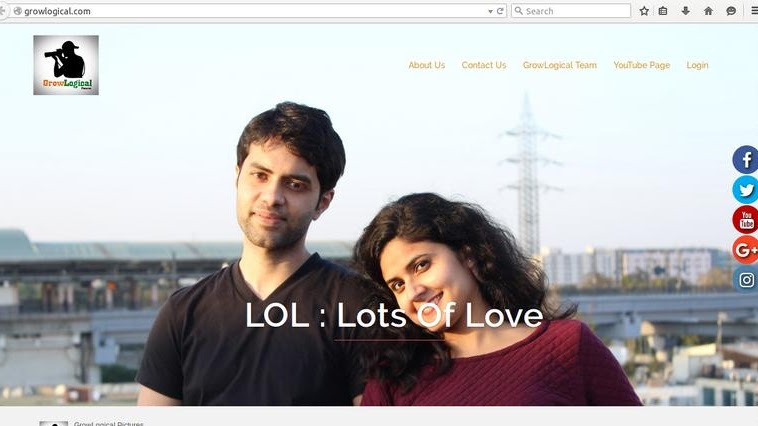 growlogical.com
Search
GrowLogical
Pictures
About Us
Contact Us
GrowLogical Team
YouTube Page
Login
You
Tube
G+
LOL : Lots Of Love
GrowLogical Pictures